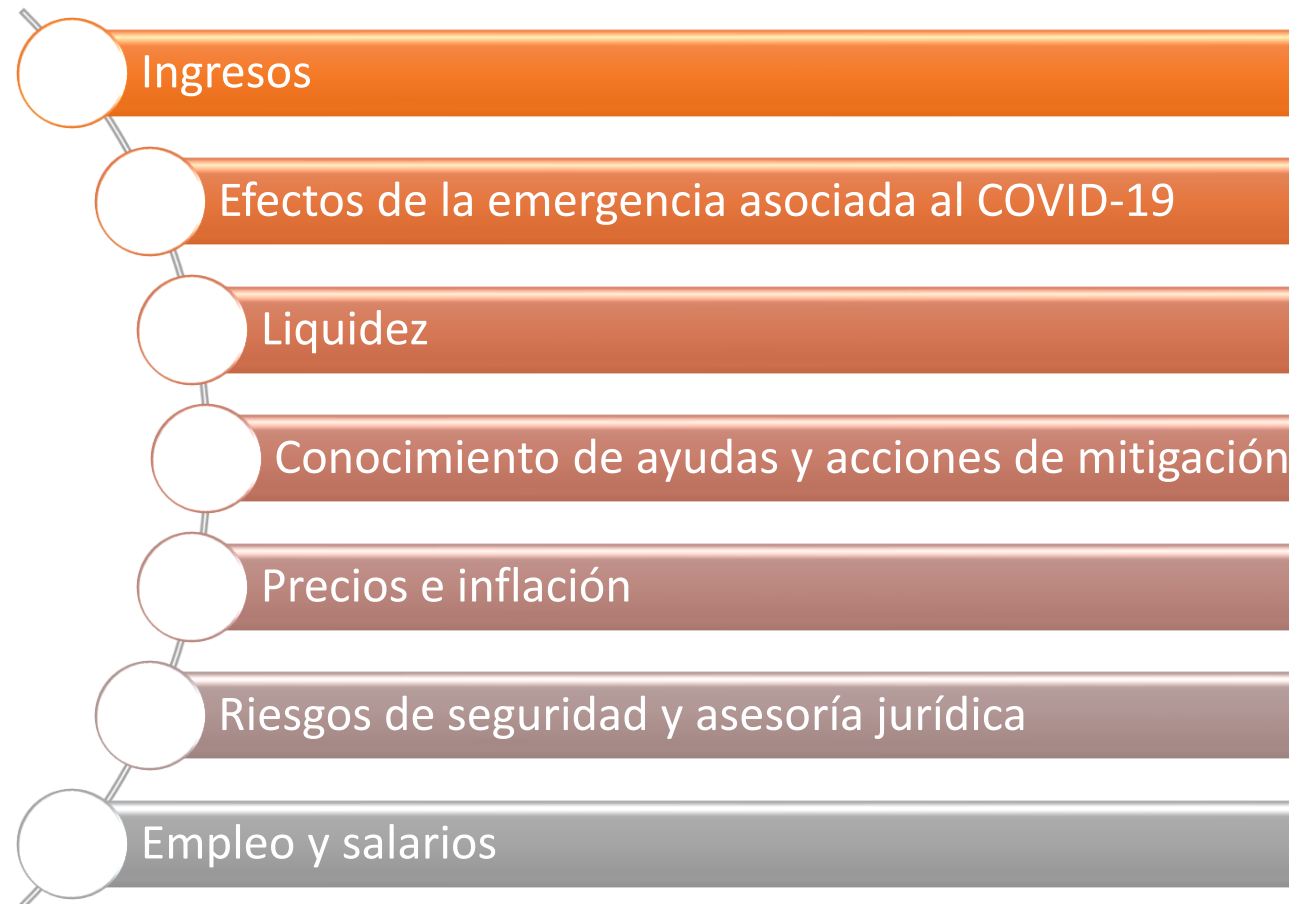 Ingresos
Efectos de la emergencia asociada al COVID-19
Liquidez
Conocimiento de ayudas y acciones de mitigación
Precios e inflación
Riesgos de seguridad y asesoría jurídica
Empleo y salarios